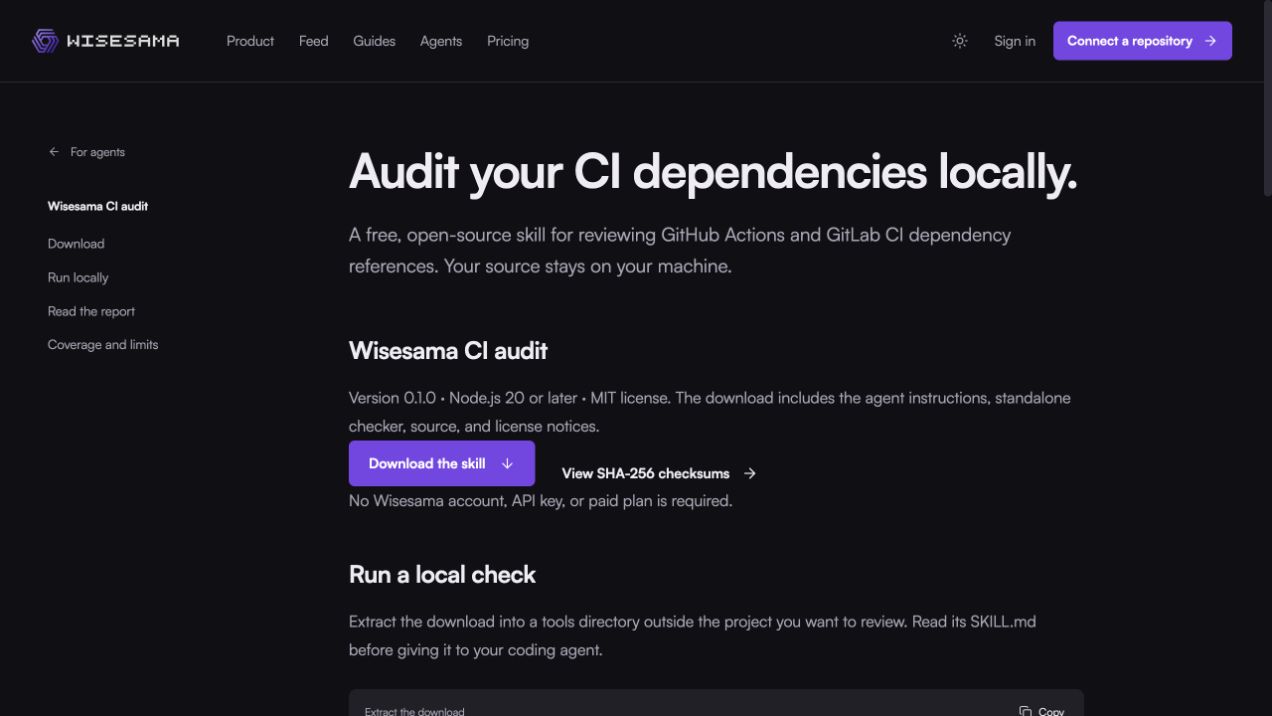 WISESAMA
Product
Feed
Guides
Agents
Pricing
Sign in
Connect a repository
For agents
Wisesama CI audit
Download
Run locally
Read the report
Coverage and limits
Audit your CI dependencies locally.
A free, open-source skill for reviewing GitHub Actions and GitLab CI dependency
references. Your source stays on your machine.
Wisesama CI audit
Version 0.1.0 · Node.js 20 or later · MIT license. The download includes the agent instructions, standalone
checker, source, and license notices.
Download the skill
View SHA-256 checksums
No Wisesama account, API key, or paid plan is required.
Run a local check
Extract the download into a tools directory outside the project you want to review. Read its SKILL.md
before giving it to your coding agent.
Extract the download
Copy